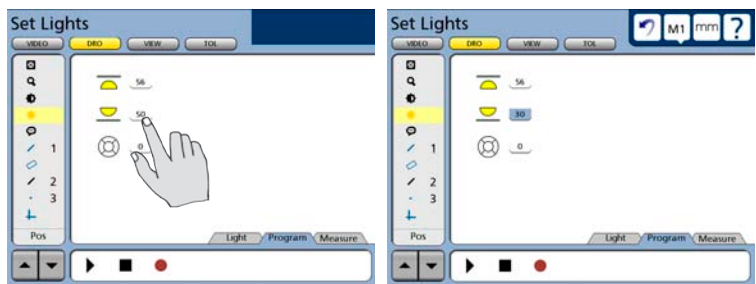 Set Lights
VIDEO DRO VIEW TOL
56
50
0
1
2
3
Pos
Light Program Measure
Set Lights
M1 mm ?
VIDEO DRO VIEW TOL
56
30
0
1
2
3
Pos
Light Program Measure